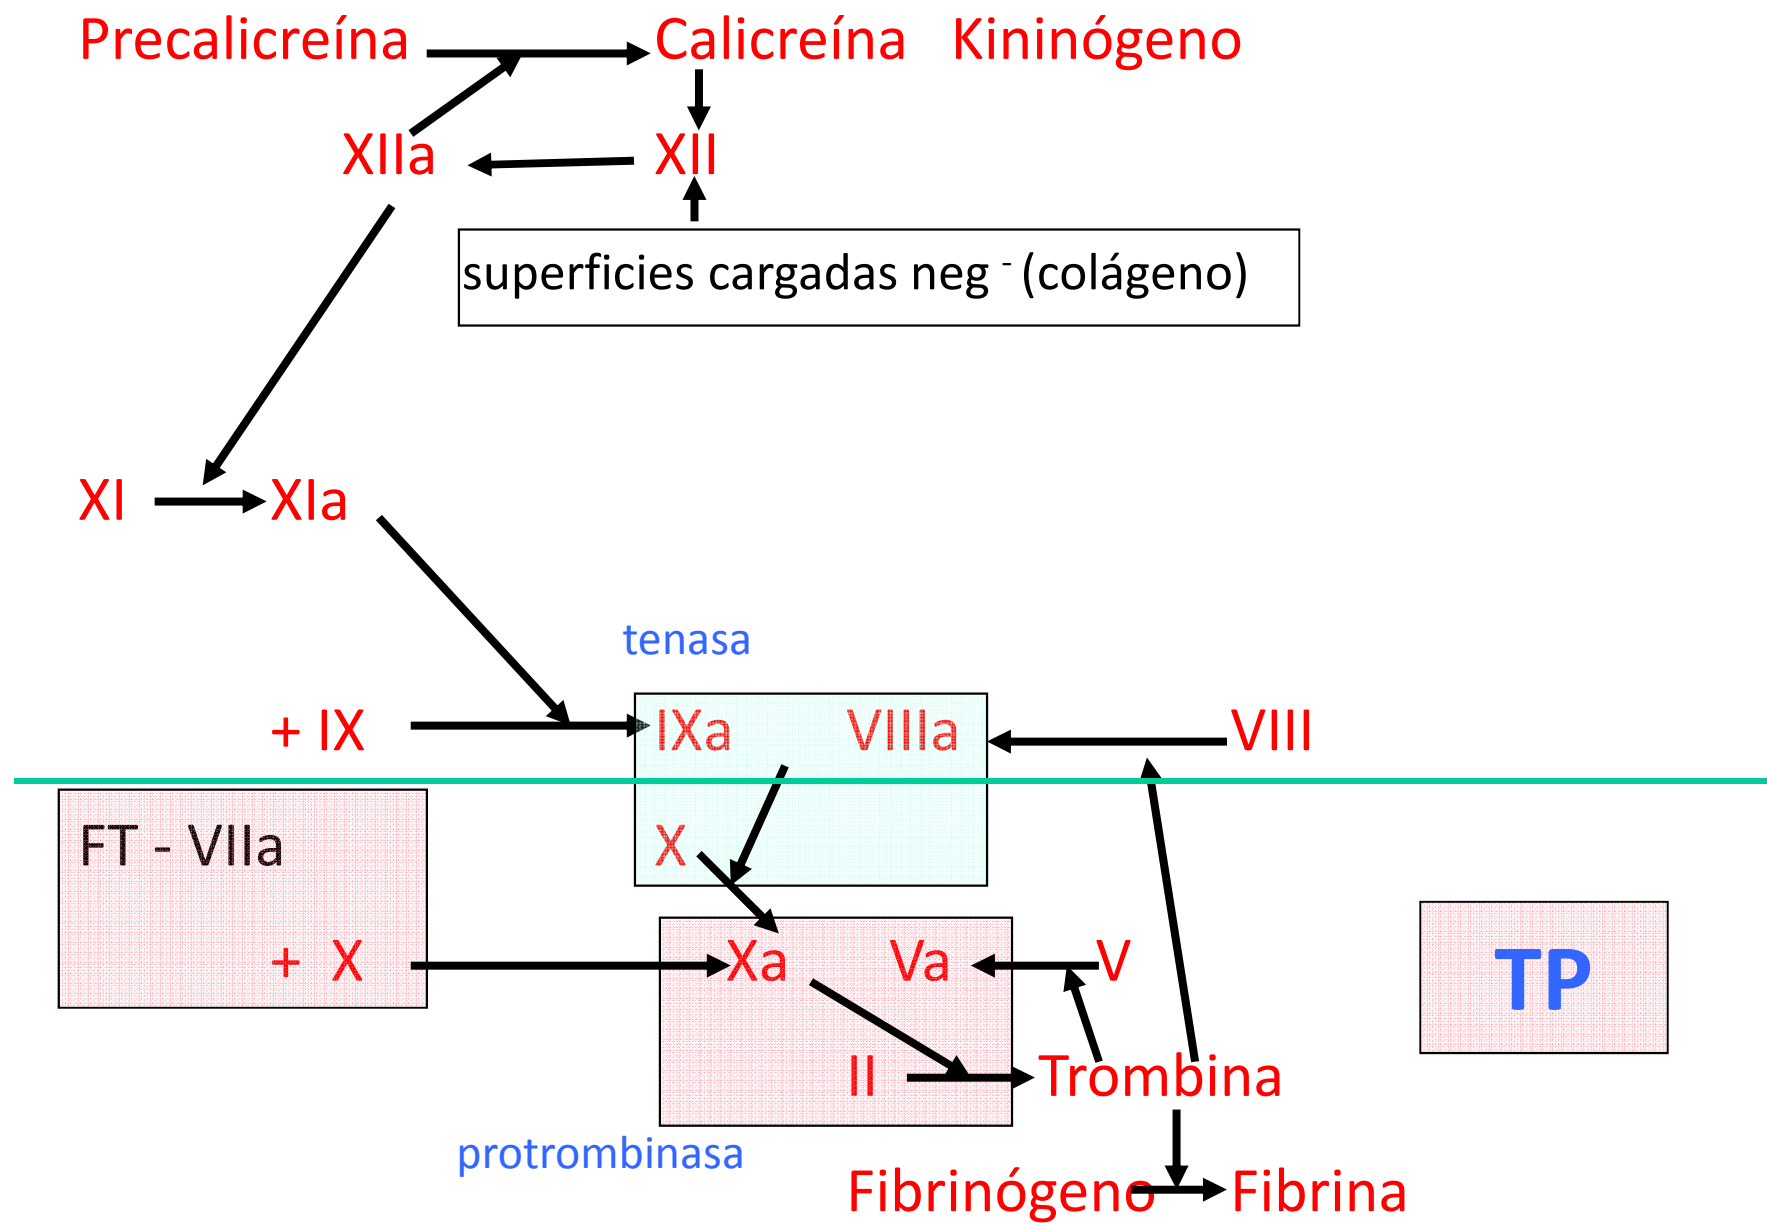 Precalicreína Calicreína Kininógeno
XIIa XII
superficies cargadas neg - (colágeno)
XI XIa
tenasa
+ IX IXa VIIIa VIII
FT - VIIa X
+ X Xa Va V TP
II Trombina
protrombinasa
Fibrinógeno Fibrina